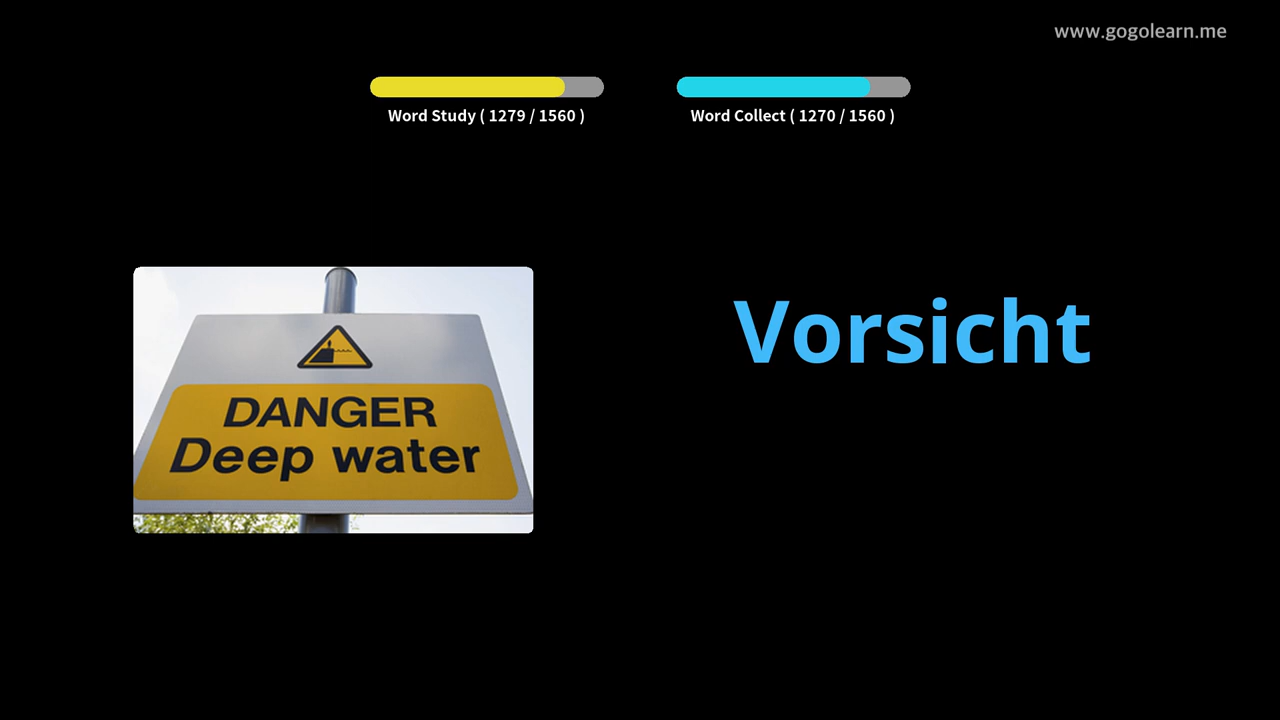 www.gogolearn.me
Word Study ( 1279 / 1560 )
Word Collect ( 1270 / 1560 )
DANGER
Deep water
Vorsicht